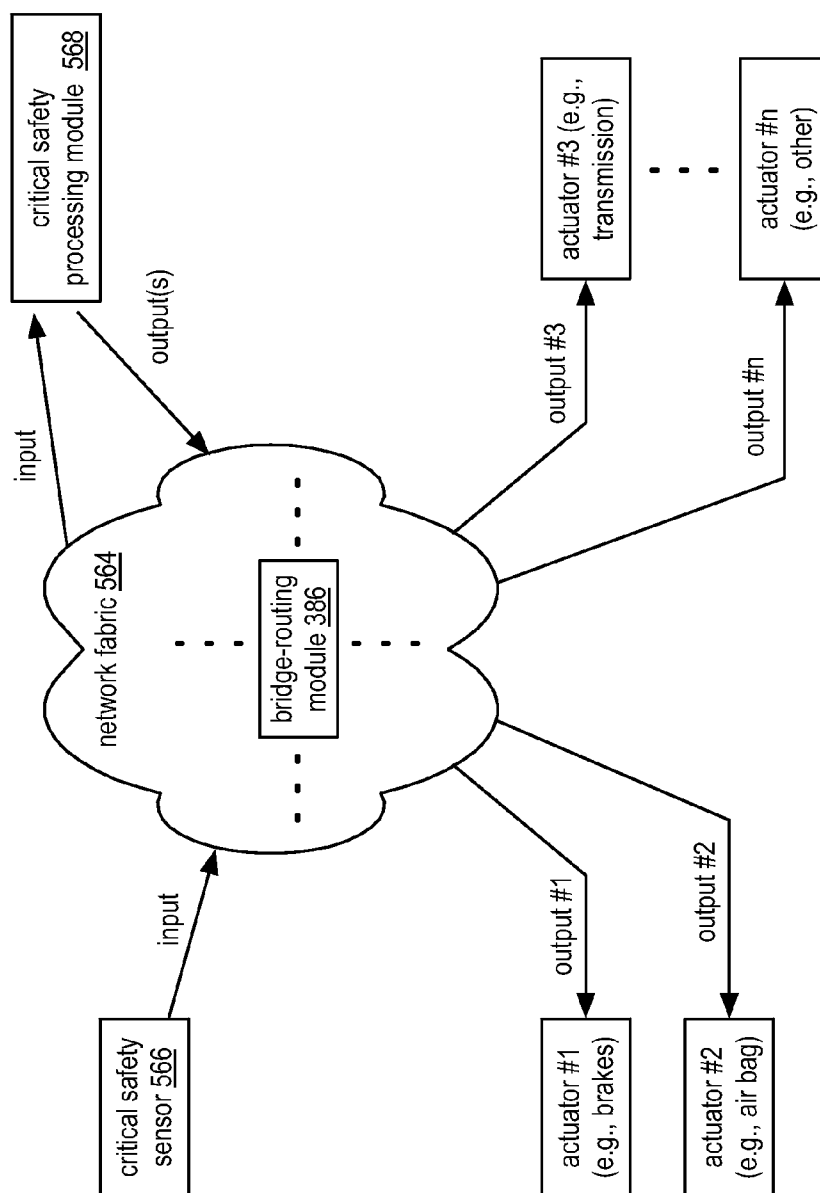 critical safety
sensor 566
input
network fabric 564
bridge-routing
module 386
input
critical safety
processing module 568
output(s)
output #1
actuator #1
(e.g., brakes)
output #2
actuator #2
(e.g., air bag)
output #3
actuator #3 (e.g.,
transmission
output #n
actuator #n
(e.g., other)